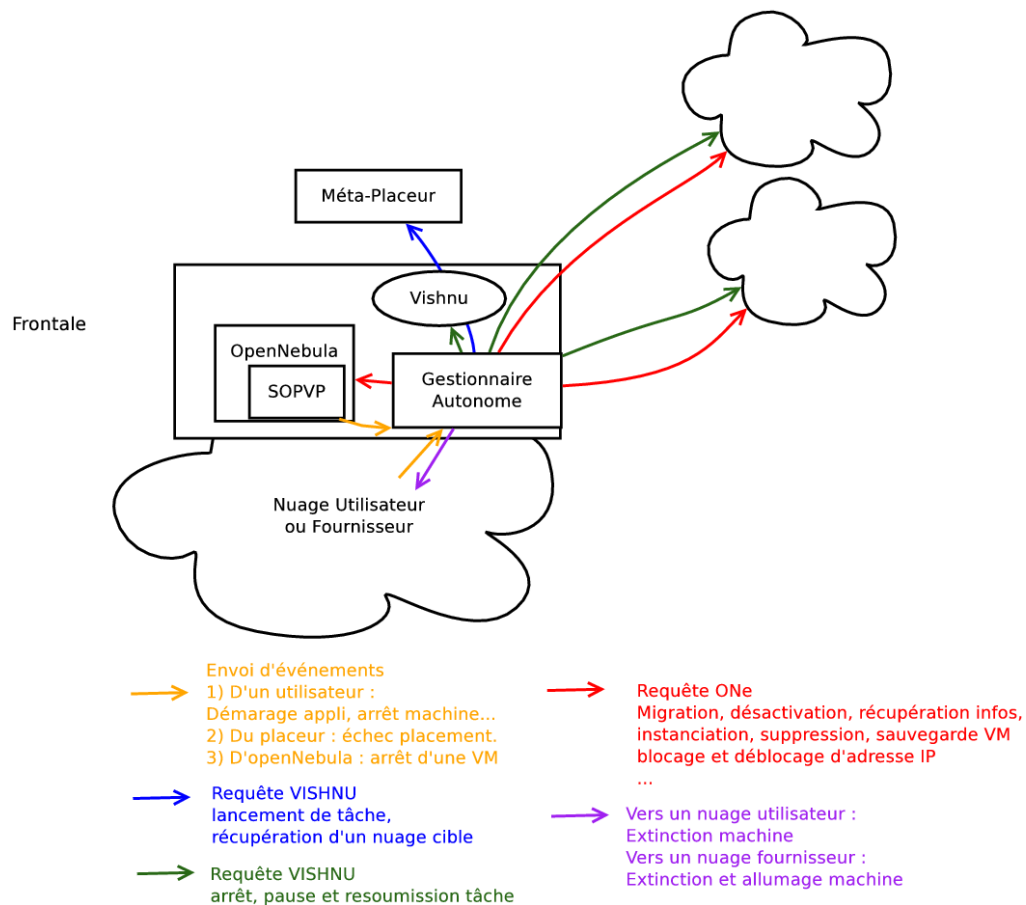 Méta-Placeur
Vishnu
Frontale
OpenNebula
SOPVP
Gestionnaire
Autonome
Nuage Utilisateur
ou Fournisseur
Envoi d'événements
1) D'un utilisateur :
Démarage appli, arrêt machine...
2) Du placeur : échec placement.
3) D'openNebula : arrêt d'une VM
Requête VISHNU
lancement de tâche,
récupération d'un nuage cible
Requête VISHNU
arrêt, pause et resoumission tâche
Requête ONe
Migration, désactivation, récupération infos,
instanciation, suppression, sauvegarde VM
blocage et déblocage d'adresse IP
...
Vers un nuage utilisateur :
Extinction machine
Vers un nuage fournisseur :
Extinction et allumage machine